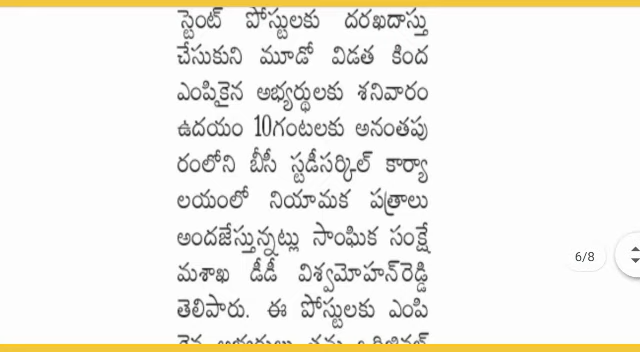 స్టెంట్ పోస్టులకు దరఖాస్తు
చేసుకుని మూడో విడత కింద
ఎంపికైన అభ్యర్థులకు శనివారం
ఉదయం 10గంటలకు అనంతపు
రంలోని బీసీ స్టడీసర్కిల్ కార్యా
లయంలో నియామక పత్రాలు
అందజేస్తున్నట్లు సాంఘిక సంక్షే
మశాఖ డీడీ విశ్వమోహన్‌రెడ్డి
తెలిపారు. ఈ పోస్టులకు ఎంపి
6/8